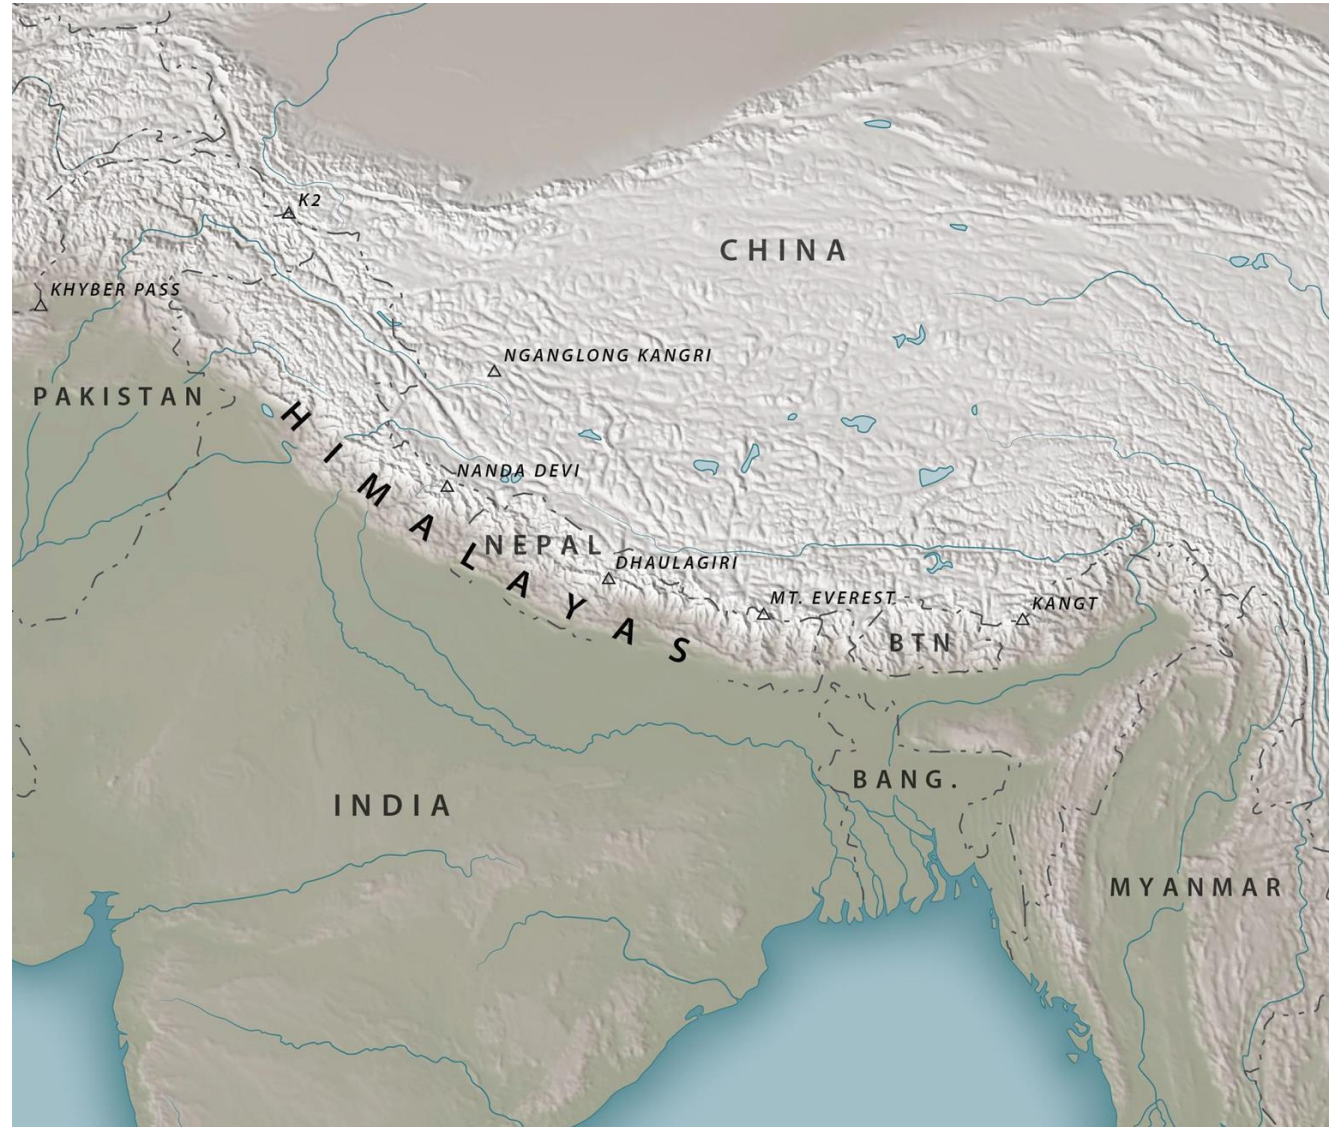 K2
CHINA
KHYBER PASS
NGANGLONG KANGRI
PAKISTAN
HIMALAYAS
NANDA DEVI
NEPAL
DHAULAGIRI
MT. EVEREST
KANGT
BTN
BANG.
INDIA
MYANMAR